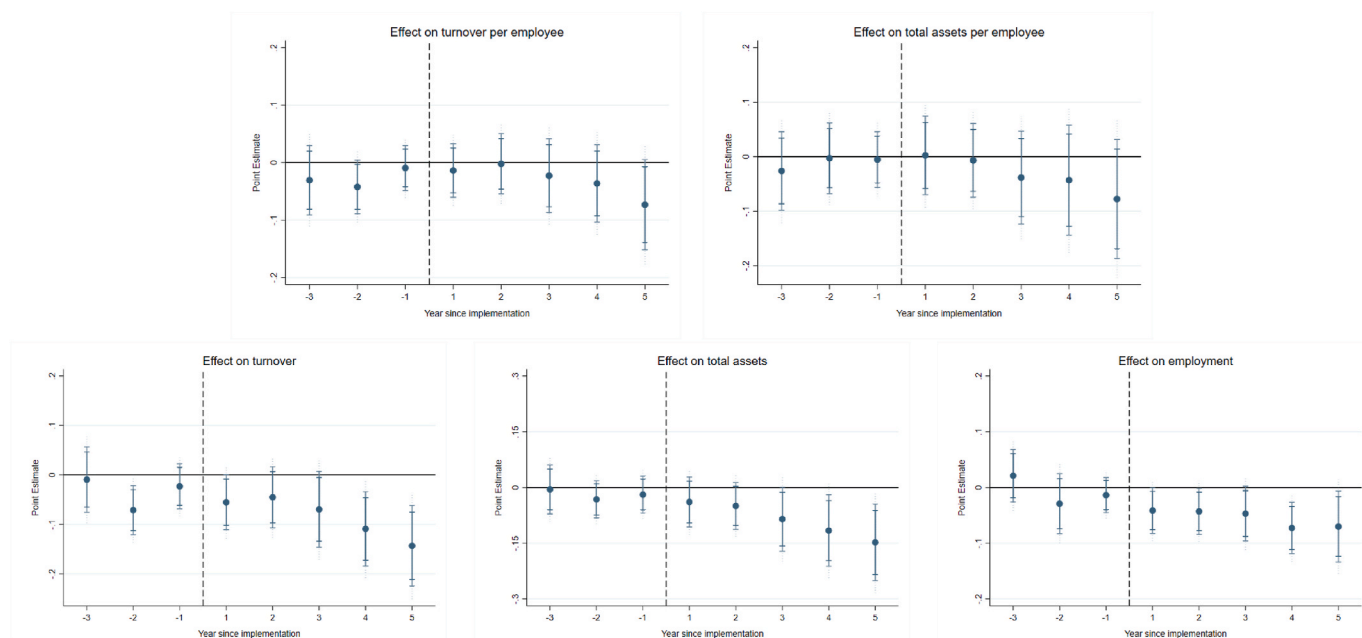 Effect on turnover per employee
Point Estimate
.2
.1
0
-.1
-.2
-3 -2 -1 1 2 3 4 5
Year since implementation
Effect on total assets per employee
Point Estimate
.2
.1
0
-.1
-.2
-3 -2 -1 1 2 3 4 5
Year since implementation
Effect on turnover
Point Estimate
.2
.1
0
-.1
-.2
-3 -2 -1 1 2 3 4 5
Year since implementation
Effect on total assets
Point Estimate
.3
.15
0
-.15
-.3
-3 -2 -1 1 2 3 4 5
Year since implementation
Effect on employment
Point Estimate
.2
.1
0
-.1
-.2
-3 -2 -1 1 2 3 4 5
Year since implementation